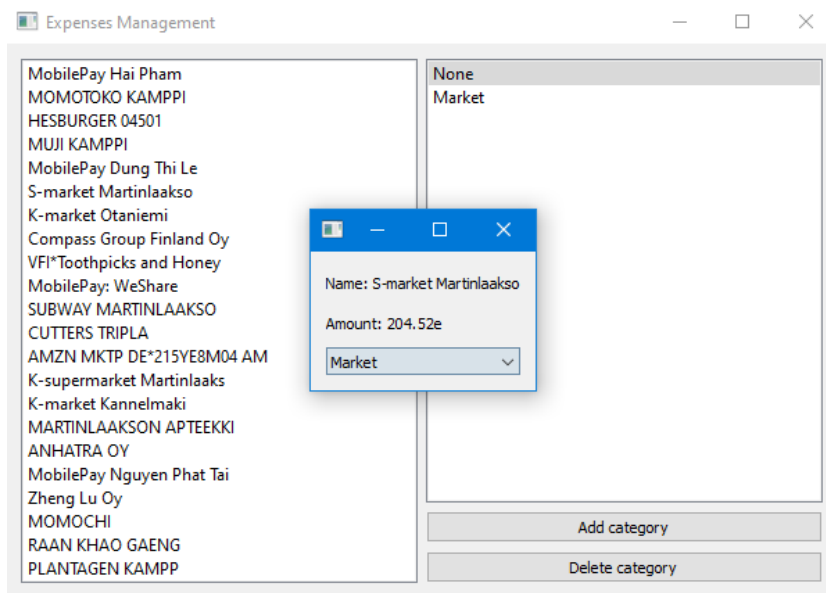 Expenses Management
MobilePay Hai Pham
MOMOTOKO KAMPPI
HESBURGER 04501
MUJI KAMPPI
MobilePay Dung Thi Le
S-market Martinlaakso
K-market Otaniemi
Compass Group Finland Oy
VFI*Toothpicks and Honey
MobilePay: WeShare
SUBWAY MARTINLAAKSO
CUTTERS TRIPLA
AMZN MKTP DE*215YE8M04 AM
K-supermarket Martinlaaks
K-market Kannelmaki
MARTINLAAKSON APTEEKKI
ANHATRA OY
MobilePay Nguyen Phat Tai
Zheng Lu Oy
MOMOCHI
RAAN KHAO GAENG
PLANTAGEN KAMPP
None
Market
Name: S-market Martinlaakso
Amount: 204.52e
Market
Add category
Delete category